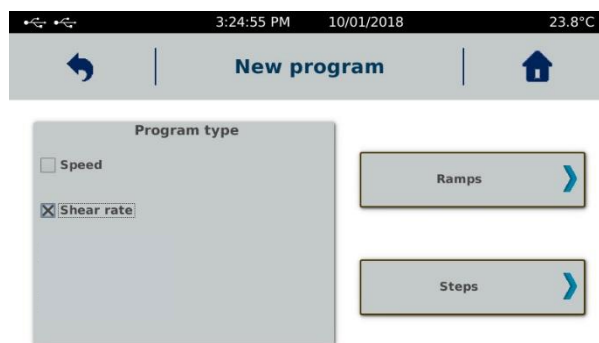 3:24:55 PM 10/01/2018 23.8°C
New program
Program type
Speed
Shear rate
Ramps
Steps